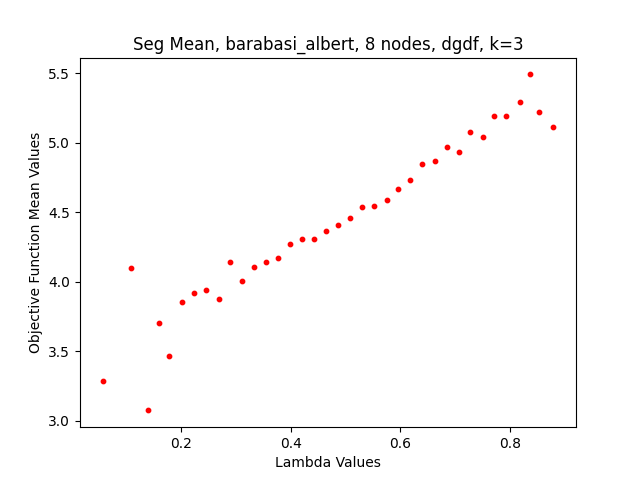 Seg Mean, barabasi_albert, 8 nodes, dgdf, k=3
Objective Function Mean Values
5.5
5.0
4.5
4.0
3.5
3.0
0.2 0.4 0.6 0.8
Lambda Values